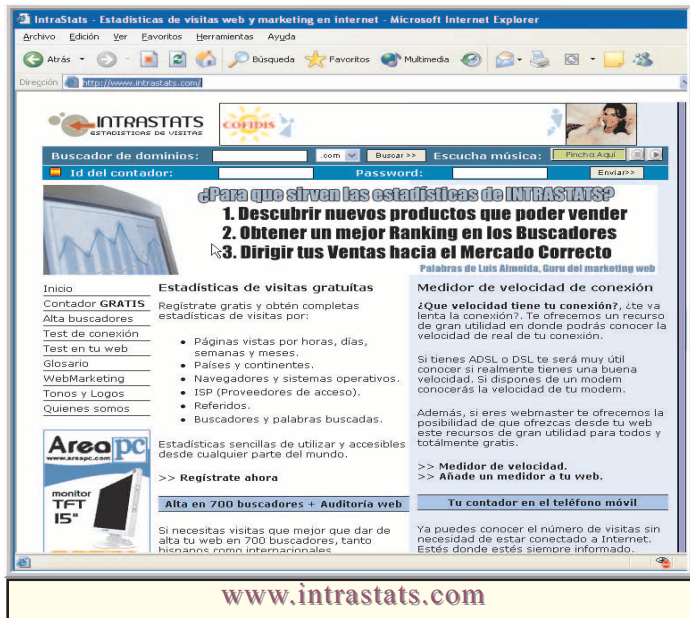 IntraStats - Estadísticas de visitas web y marketing en internet - Microsoft Internet Explorer
Archivo Edición Ver Favoritos Herramientas Ayuda
Atrás Búsqueda Favoritos Multimedia
Dirección http://www.intrastats.com/
INTRASTATS
ESTADISTICAS DE VISITAS
COFIDIS
Buscador de dominios: .com Buscar >> Escucha música: Pincha Aqui
Id del contador: Password: Enviar>>
¿Para que sirven las estadísticas de INTRASTATS?
1. Descubrir nuevos productos que poder vender
2. Obtener un mejor Ranking en los Buscadores
3. Dirigir tus Ventas hacia el Mercado Correcto
Palabras de Luis Almeida, Guru del marketing web
Inicio
Contador GRATIS
Alta buscadores
Test de conexión
Test en tu web
Glosario
WebMarketing
Tonos y Logos
Quienes somos
Area pc
www.areapc.com
monitor
TFT
15"
Estadísticas de visitas gratuítas
Regístrate gratis y obtén completas
estadísticas de visitas por:
• Páginas vistas por horas, días,
semanas y meses.
• Países y continentes.
• Navegadores y sistemas operativos.
• ISP (Proveedores de acceso).
• Referidos.
• Buscadores y palabras buscadas.
Estadísticas sencillas de utilizar y accesibles
desde cualquier parte del mundo.
>> Regístrate ahora
Alta en 700 buscadores + Auditoría web
Si necesitas visitas que mejor que dar de
alta tu web en 700 buscadores, tanto
hispanos como internacionales.
Medidor de velocidad de conexión
¿Que velocidad tiene tu conexión?, ¿te va
lenta la conexión?. Te ofrecemos un recurso
de gran utilidad en donde podrás conocer la
velocidad de real de tu conexión.
Si tienes ADSL o DSL te será muy útil
conocer si realmente tienes una buena
velocidad. Si dispones de un modem
conocerás la velocidad de tu modem.
Además, si eres webmaster te ofrecemos la
posibilidad de que ofrezcas desde tu web
este recursos de gran utilidad para todos y
totálmente gratis.
>> Medidor de velocidad.
>> Añade un medidor a tu web.
Tu contador en el teléfono móvil
Ya puedes conocer el número de visitas sin
necesidad de estar conectado a Internet.
Estés donde estés siempre informado.
www.intrastats.com